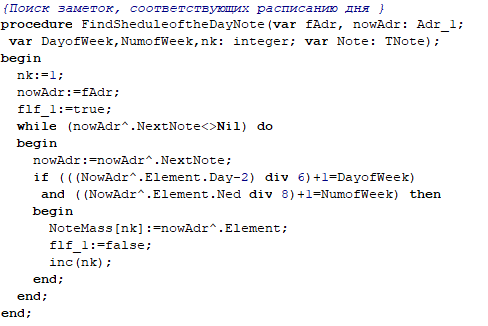 {Поиск заметок, соответствующих расписанию дня }
procedure FindSheduleoftheDayNote(var fAdr, nowAdr: Adr_1;
var DayofWeek,NumofWeek,nk: integer; var Note: TNote);
begin
nk:=1;
nowAdr:=fAdr;
flf_1:=true;
while (nowAdr^.NextNote<>Nil) do
begin
nowAdr:=nowAdr^.NextNote;
if (((NowAdr^.Element.Day-2) div 6)+1=DayofWeek)
and ((NowAdr^.Element.Ned div 8)+1=NumofWeek) then
begin
NoteMass[nk]:=nowAdr^.Element;
flf_1:=false;
inc(nk);
end;
end;
end;